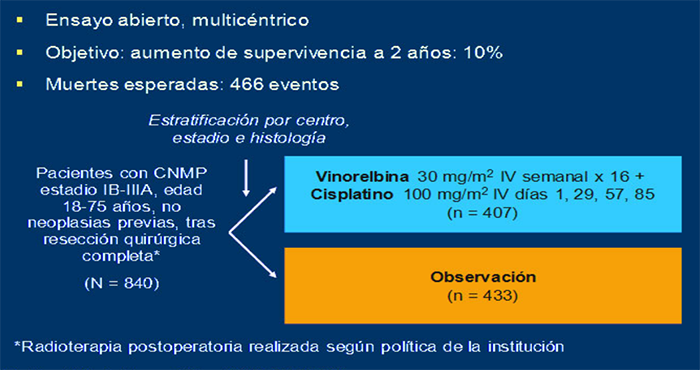 Ensayo abierto, multicéntrico
Objetivo: aumento de supervivencia a 2 años: 10%
Muertes esperadas: 466 eventos
Estratificación por centro,
estadio e histología
Pacientes con CNMP
estadio IB-IIIA, edad
18-75 años, no
neoplasias previas, tras
resección quirúrgica
completa*
(N = 840)
Vinorelbina 30 mg/m² IV semanal x 16 +
Cisplatino 100 mg/m² IV días 1, 29, 57, 85
(n = 407)
Observación
(n = 433)
*Radioterapia postoperatoria realizada según política de la institución